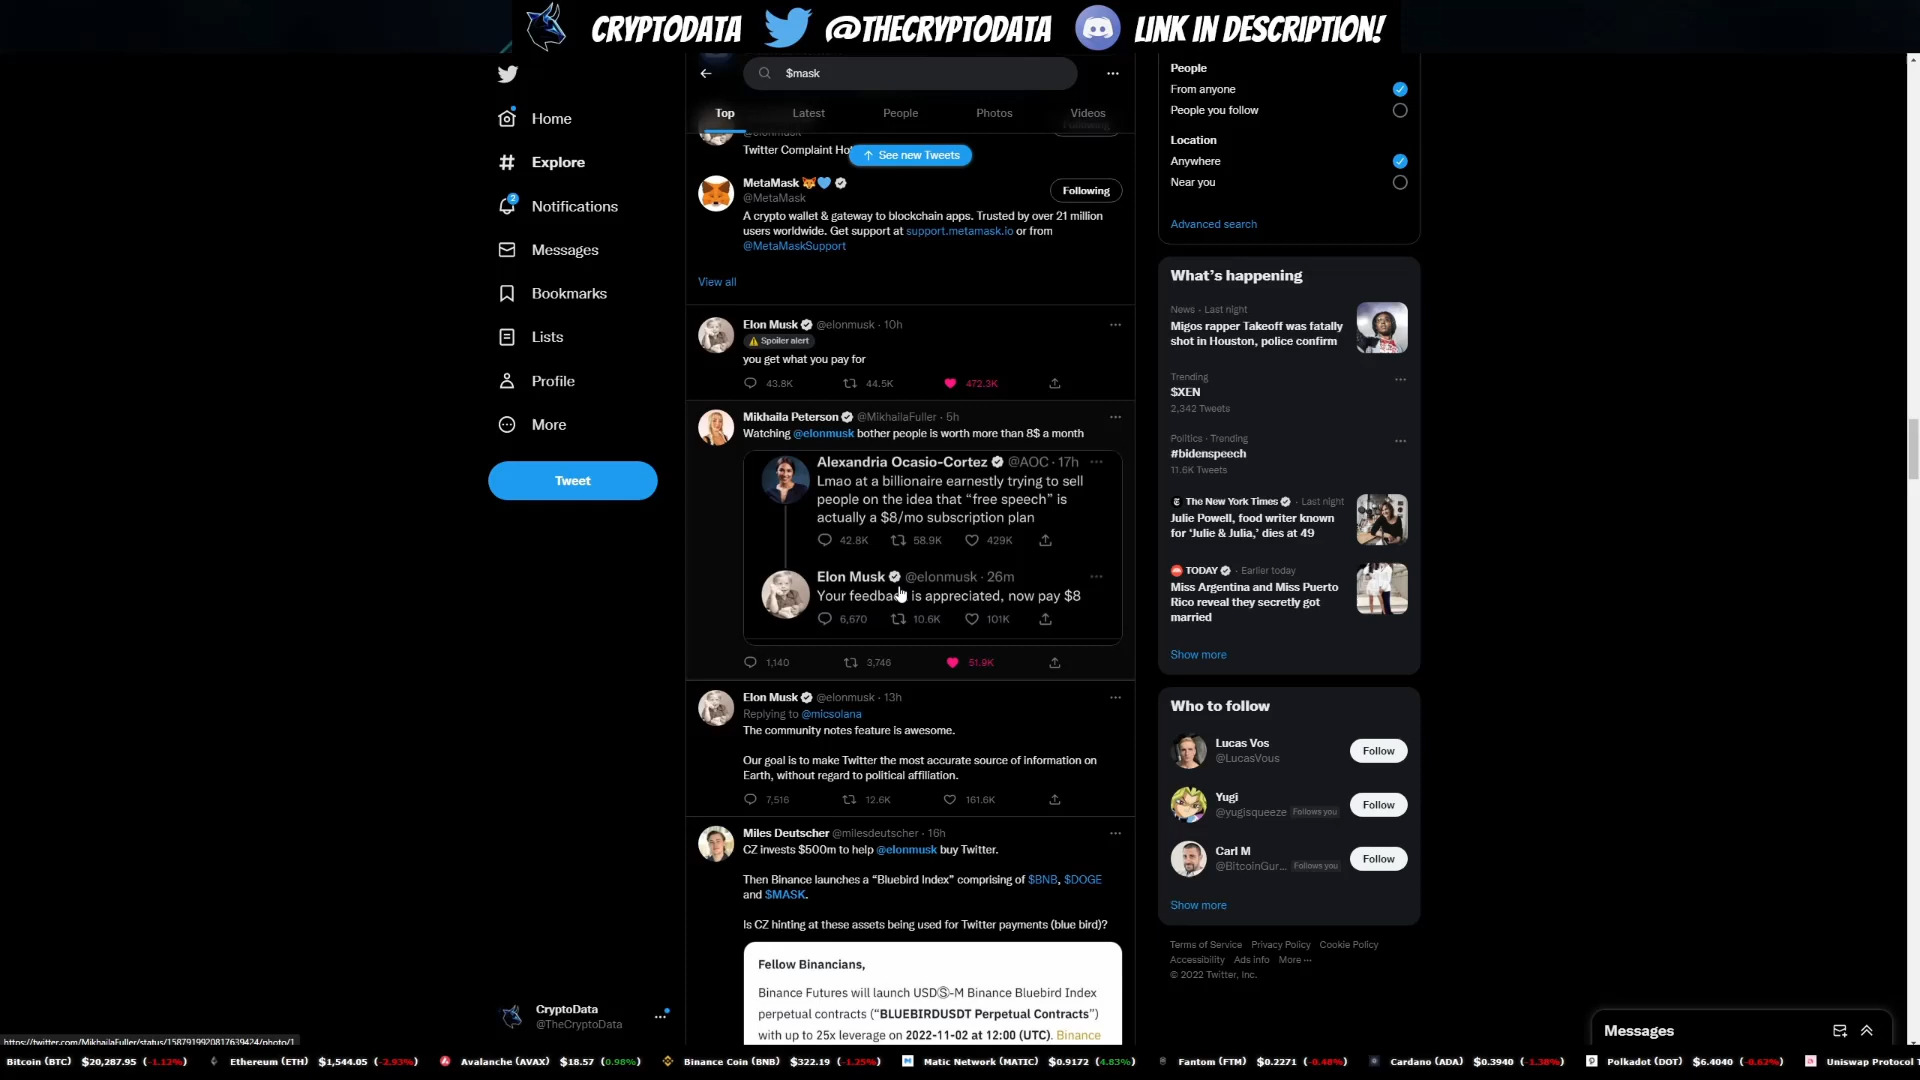 CRYPTODATA @THECRYPTODATA LINK IN DESCRIPTION!
$mask
Top Latest People Photos Videos
Home
Explore
2
Notifications
Messages
Bookmarks
Lists
Profile
More
Tweet
CryptoData
@TheCryptoData
@elonmusk
Twitter Complaint Hot
See new Tweets
MetaMask
@MetaMask
Following
A crypto wallet & gateway to blockchain apps. Trusted by over 21 million
users worldwide. Get support at support.metamask.io or from
@MetaMaskSupport
View all
Elon Musk @elonmusk · 10h
Spoiler alert
you get what you pay for
43.8K 44.5K 472.3K
Mikhaila Peterson @MikhailaFuller · 5h
Watching @elonmusk bother people is worth more than 8$ a month
Alexandria Ocasio-Cortez @AOC · 17h
Lmao at a billionaire earnestly trying to sell
people on the idea that “free speech” is
actually a $8/mo subscription plan
42.8K 58.9K 429K
Elon Musk @elonmusk · 26m
Your feedback is appreciated, now pay $8
6,670 10.6K 101K
1,140 3,746 51.9K
Elon Musk @elonmusk · 13h
Replying to @micsolana
The community notes feature is awesome.
Our goal is to make Twitter the most accurate source of information on
Earth, without regard to political affiliation.
7,516 12.6K 161.6K
Miles Deutscher @milesdeutscher · 16h
CZ invests $500m to help @elonmusk buy Twitter.
Then Binance launches a “Bluebird Index” comprising of $BNB, $DOGE
and $MASK.
Is CZ hinting at these assets being used for Twitter payments (blue bird)?
Fellow Binancians,
Binance Futures will launch USDⓈ-M Binance Bluebird Index
perpetual contracts (“BLUEBIRDUSDT Perpetual Contracts”)
with up to 25x leverage on 2022-11-02 at 12:00 (UTC). Binance
People
From anyone
People you follow
Location
Anywhere
Near you
Advanced search
What’s happening
News · Last night
Migos rapper Takeoff was fatally
shot in Houston, police confirm
Trending
$XEN
2,342 Tweets
Politics · Trending
#bidenspeech
11.6K Tweets
The New York Times · Last night
Julie Powell, food writer known
for ‘Julie & Julia,’ dies at 49
TODAY · Earlier today
Miss Argentina and Miss Puerto
Rico reveal they secretly got
married
Show more
Who to follow
Lucas Vos
@LucasVous
Follow
Yugi
@yugisqueeze Follows you
Follow
Carl M
@BitcoinGur... Follows you
Follow
Show more
Terms of Service Privacy Policy Cookie Policy
Accessibility Ads info More ···
© 2022 Twitter, Inc.
Messages
https://twitter.com/MikhailaFuller/status/1587919920817639424/photo/1
Bitcoin (BTC) $20,287.95 (-1.12%) Ethereum (ETH) $1,544.05 (-2.93%) Avalanche (AVAX) $18.57 (0.98%) Binance Coin (BNB) $322.19 (-1.25%) Matic Network (MATIC) $0.9172 (4.83%) Fantom (FTM) $0.2271 (-0.48%) Cardano (ADA) $0.3940 (-1.38%) Polkadot (DOT) $6.4040 (-0.62%) Uniswap Protocol T